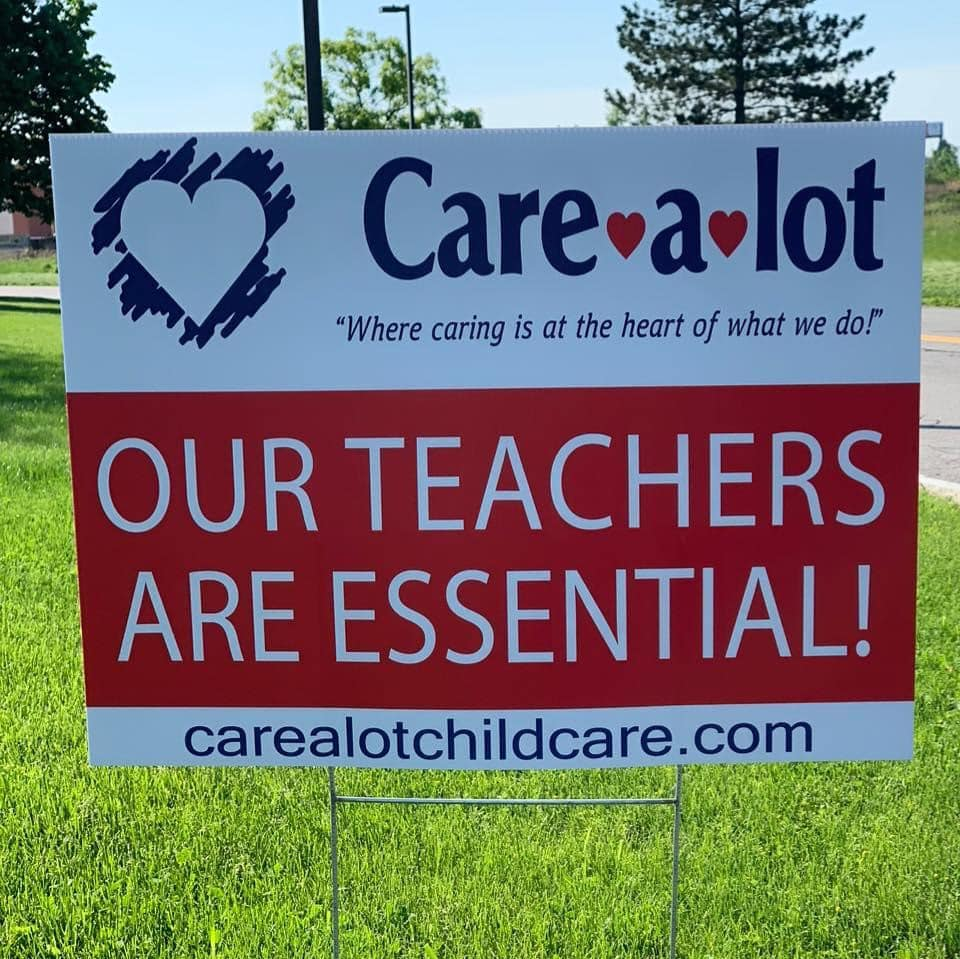 Care♥a♥lot
“Where caring is at the heart of what we do!”
OUR TEACHERS
ARE ESSENTIAL!
carealotchildcare.com